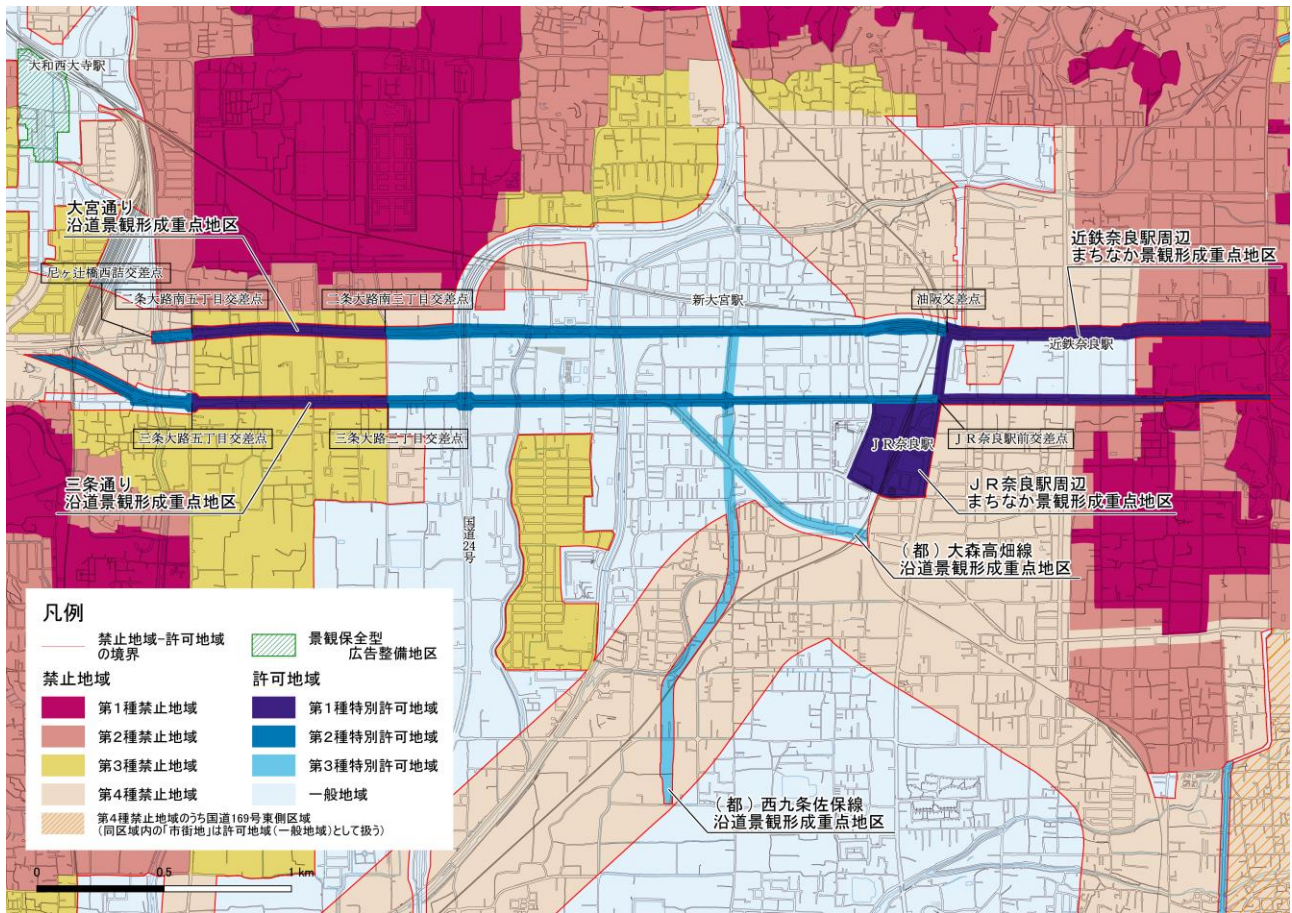 大和西大寺駅
大宮通り
沿道景観形成重点地区
尼ヶ辻橋西詰交差点
二条大路南五丁目交差点
二条大路南三丁目交差点
新大宮駅
油阪交差点
近鉄奈良駅周辺
まちなか景観形成重点地区
近鉄奈良駅
三条大路五丁目交差点
三条大路三丁目交差点
JR奈良駅
JR奈良駅前交差点
三条通り
沿道景観形成重点地区
JR奈良駅周辺
まちなか景観形成重点地区
国道24号
(都)大森高畑線
沿道景観形成重点地区
(都)西九条佐保線
沿道景観形成重点地区
凡例
禁止地域-許可地域
の境界
景観保全型
広告整備地区
禁止地域
許可地域
第1種禁止地域
第1種特別許可地域
第2種禁止地域
第2種特別許可地域
第3種禁止地域
第3種特別許可地域
第4種禁止地域
一般地域
第4種禁止地域のうち国道169号東側区域
(同区域内の「市街地」は許可地域(一般地域)として扱う)
0 0.5 1 km